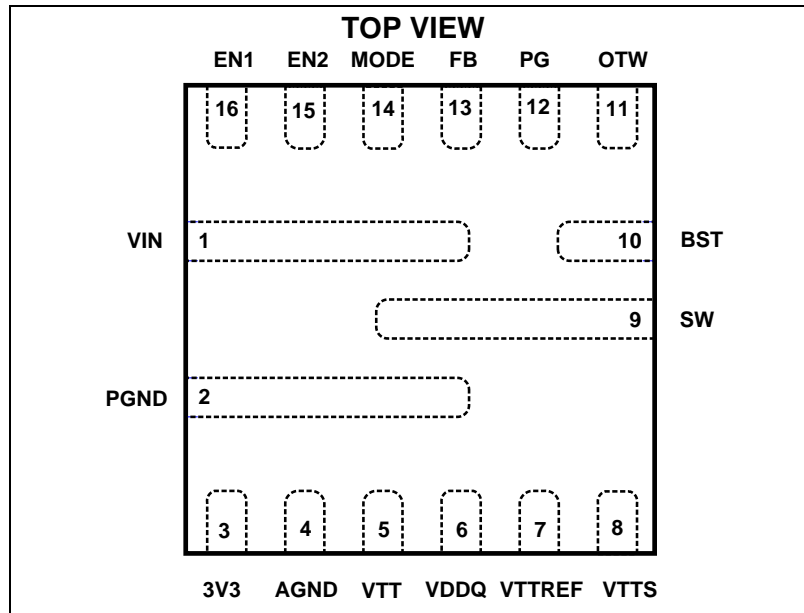 TOP VIEW
EN1 EN2 MODE FB PG OTW
16 15 14 13 12 11
VIN 1 10 BST
9 SW
PGND 2
3 4 5 6 7 8
3V3 AGND VTT VDDQ VTTREF VTTS